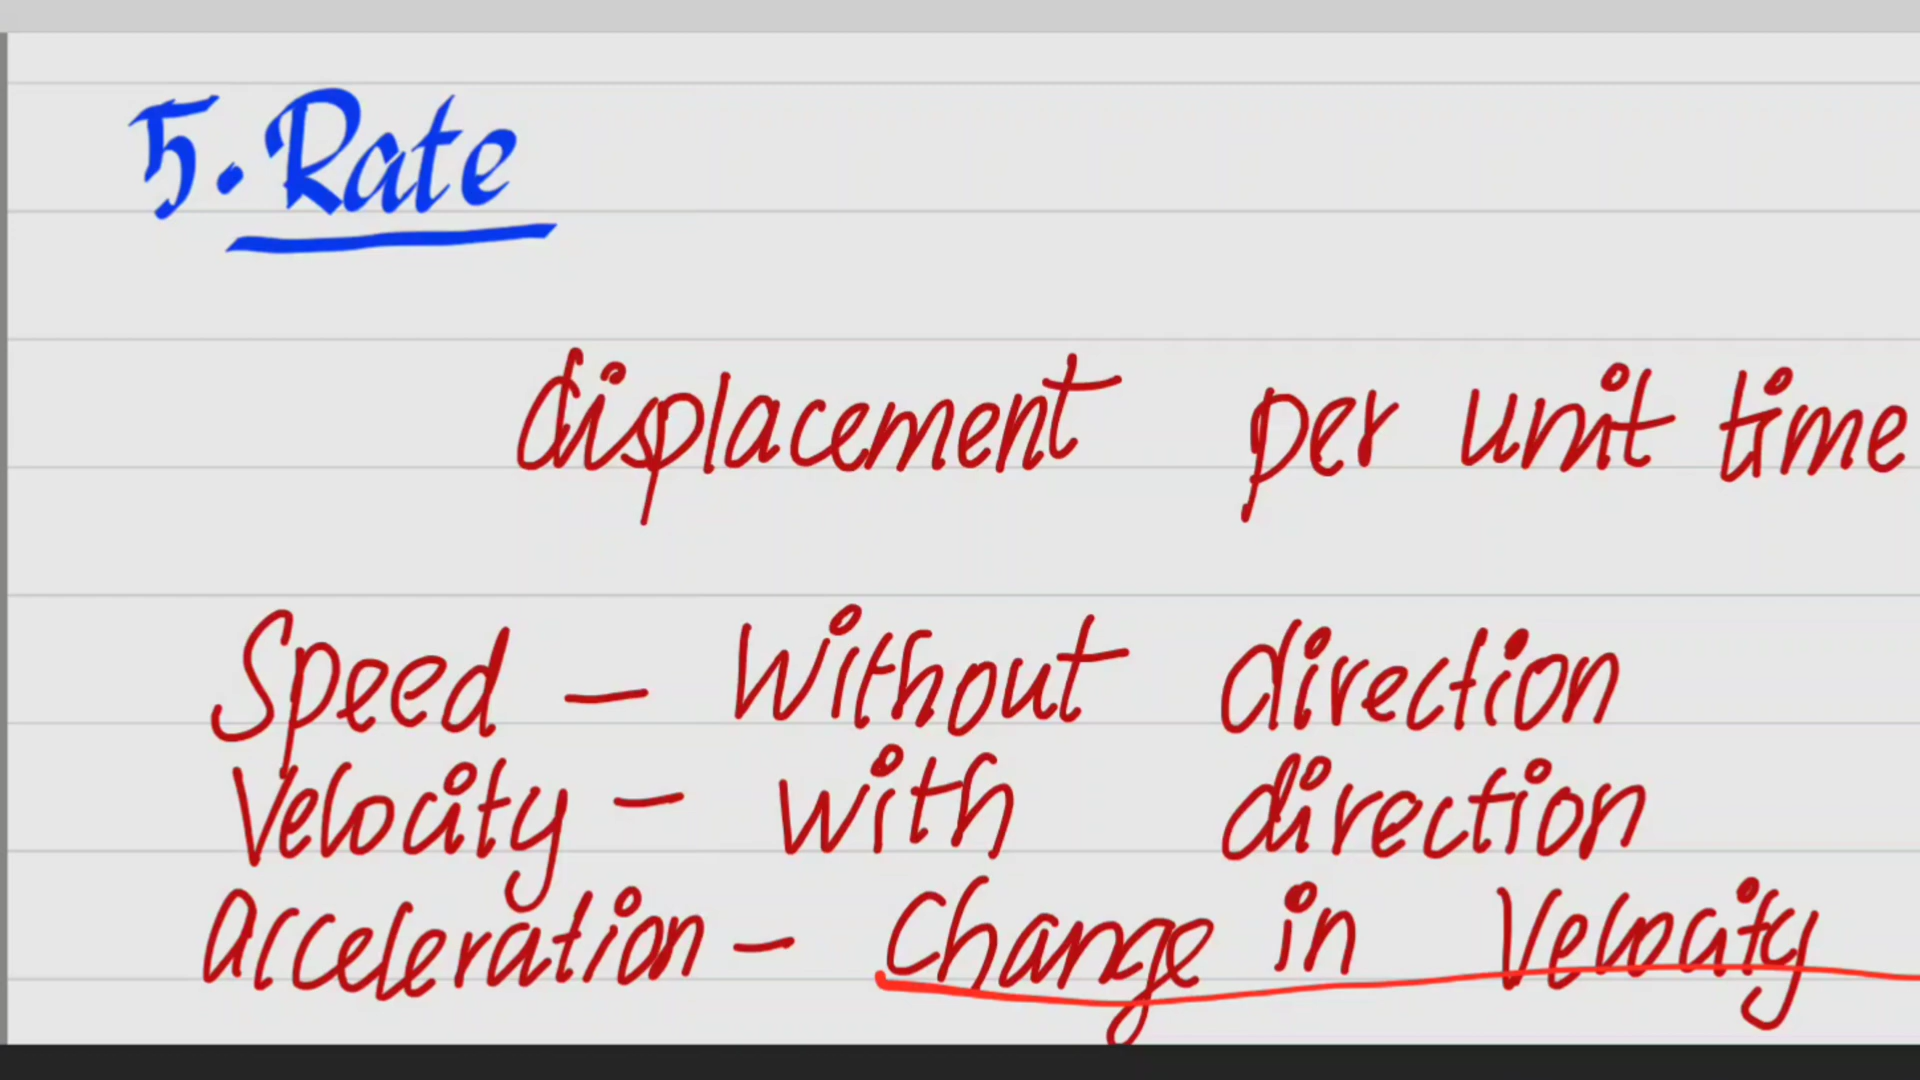 5. Rate
displacement per unit time
Speed – Without direction
Velocity – with direction
Acceleration – Change in Velocity